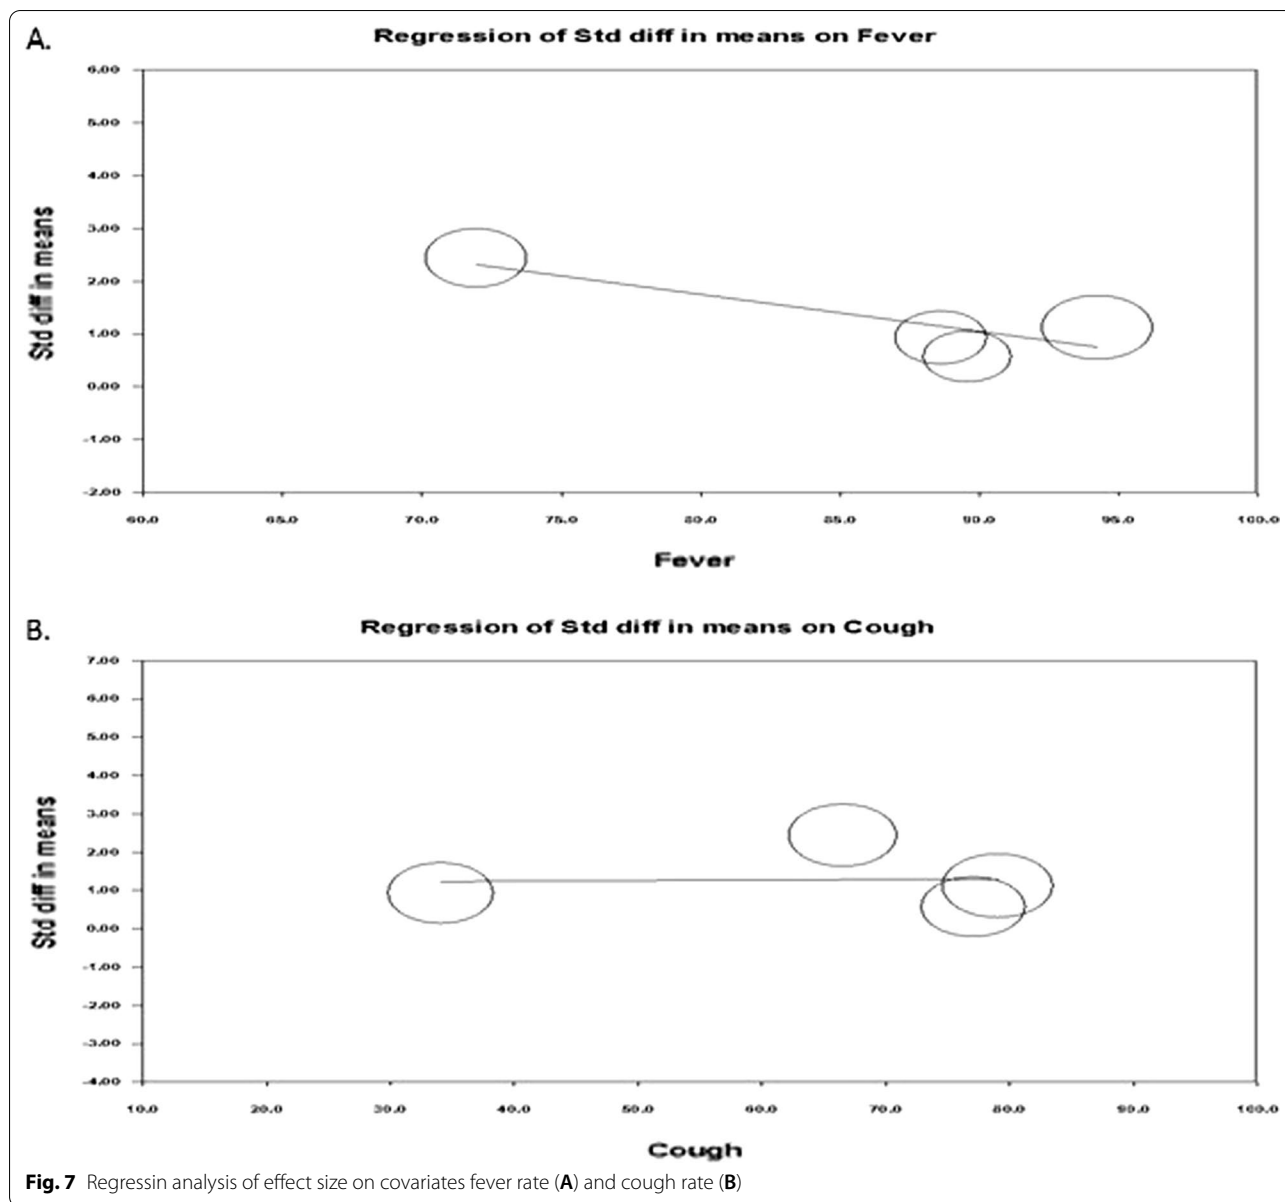 A.
Regression of Std diff in means on Fever
6.00
5.00
4.00
3.00
2.00
1.00
0.00
-1.00
-2.00
Std diff in means
60.0 65.0 70.0 75.0 80.0 85.0 90.0 95.0 100.0
Fever
B.
Regression of Std diff in means on Cough
7.00
6.00
5.00
4.00
3.00
2.00
1.00
0.00
-1.00
-2.00
-3.00
-4.00
Std diff in means
10.0 20.0 30.0 40.0 50.0 60.0 70.0 80.0 90.0 100.0
Cough
Fig. 7 Regressin analysis of effect size on covariates fever rate (A) and cough rate (B)